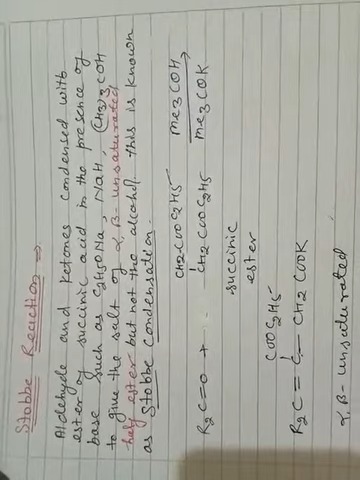 Stobbe Reaction ⇒
Aldehyde and ketones condensed with
ester of succinic acid in the presence of
base such as C2H5ONa, NaH, (CH3)3COH
to give the salt of α,β-unsaturated
half ester but not the alcohol. this is known
as Stobbe condensation.
CH2COOC2H5 Me3COH
R2C=O + CH2COOC2H5 Me3COK
succinic
ester
COOC2H5
R2C=C-CH2COOK
α,β-unsaturated